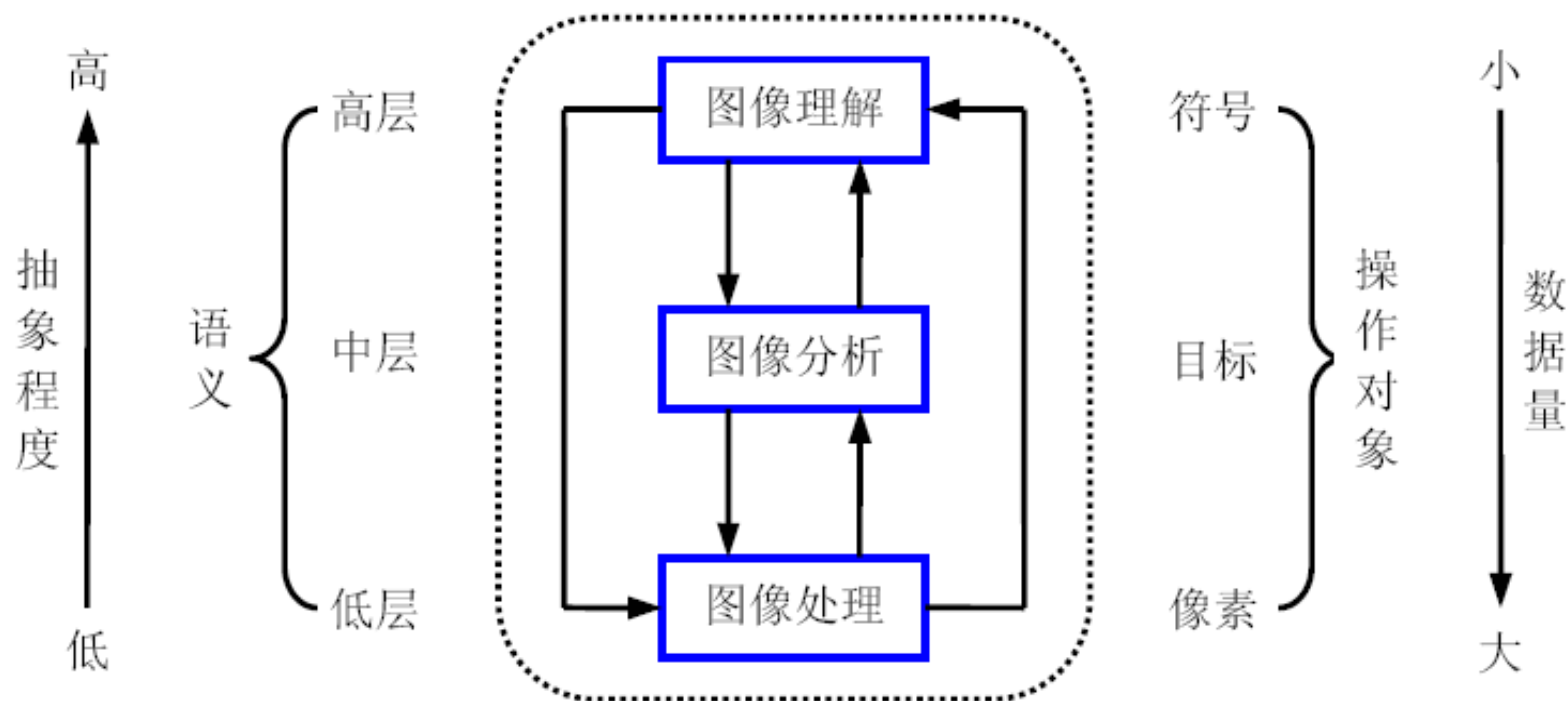 高
小
高层
图像理解
符号
抽象程度
语义
中层
图像分析
目标
操作对象
数据量
低层
图像处理
像素
低
大